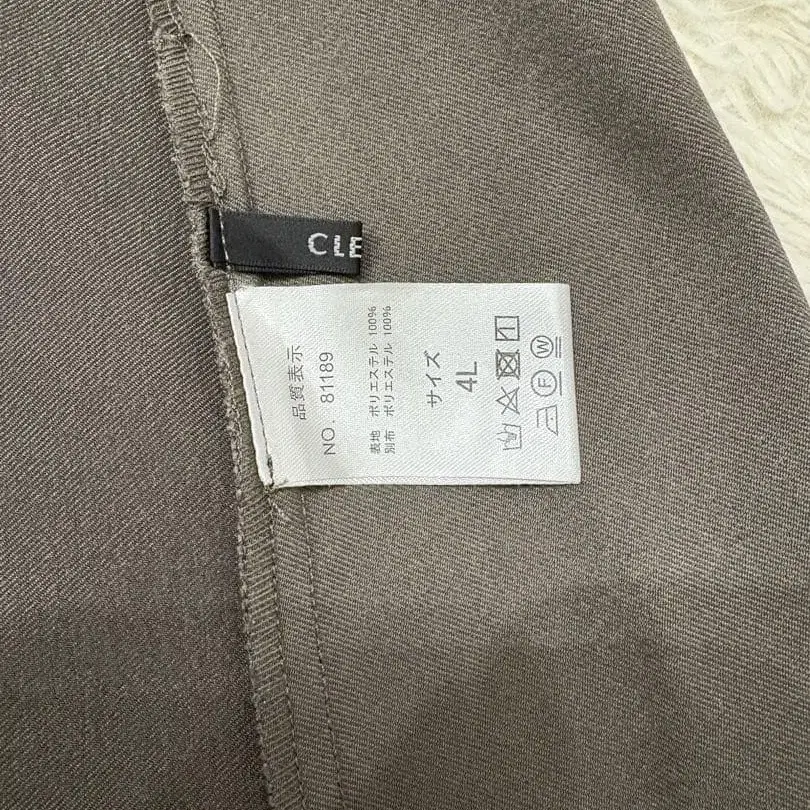 品質表示
NO. 81189
表地 ポリエステル 100%
別布 ポリエステル 100%
サイズ
4L
F W